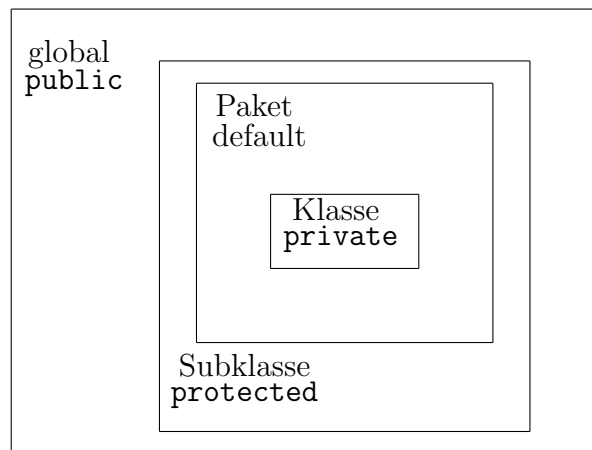 global
public
Paket
default
Klasse
private
Subklasse
protected